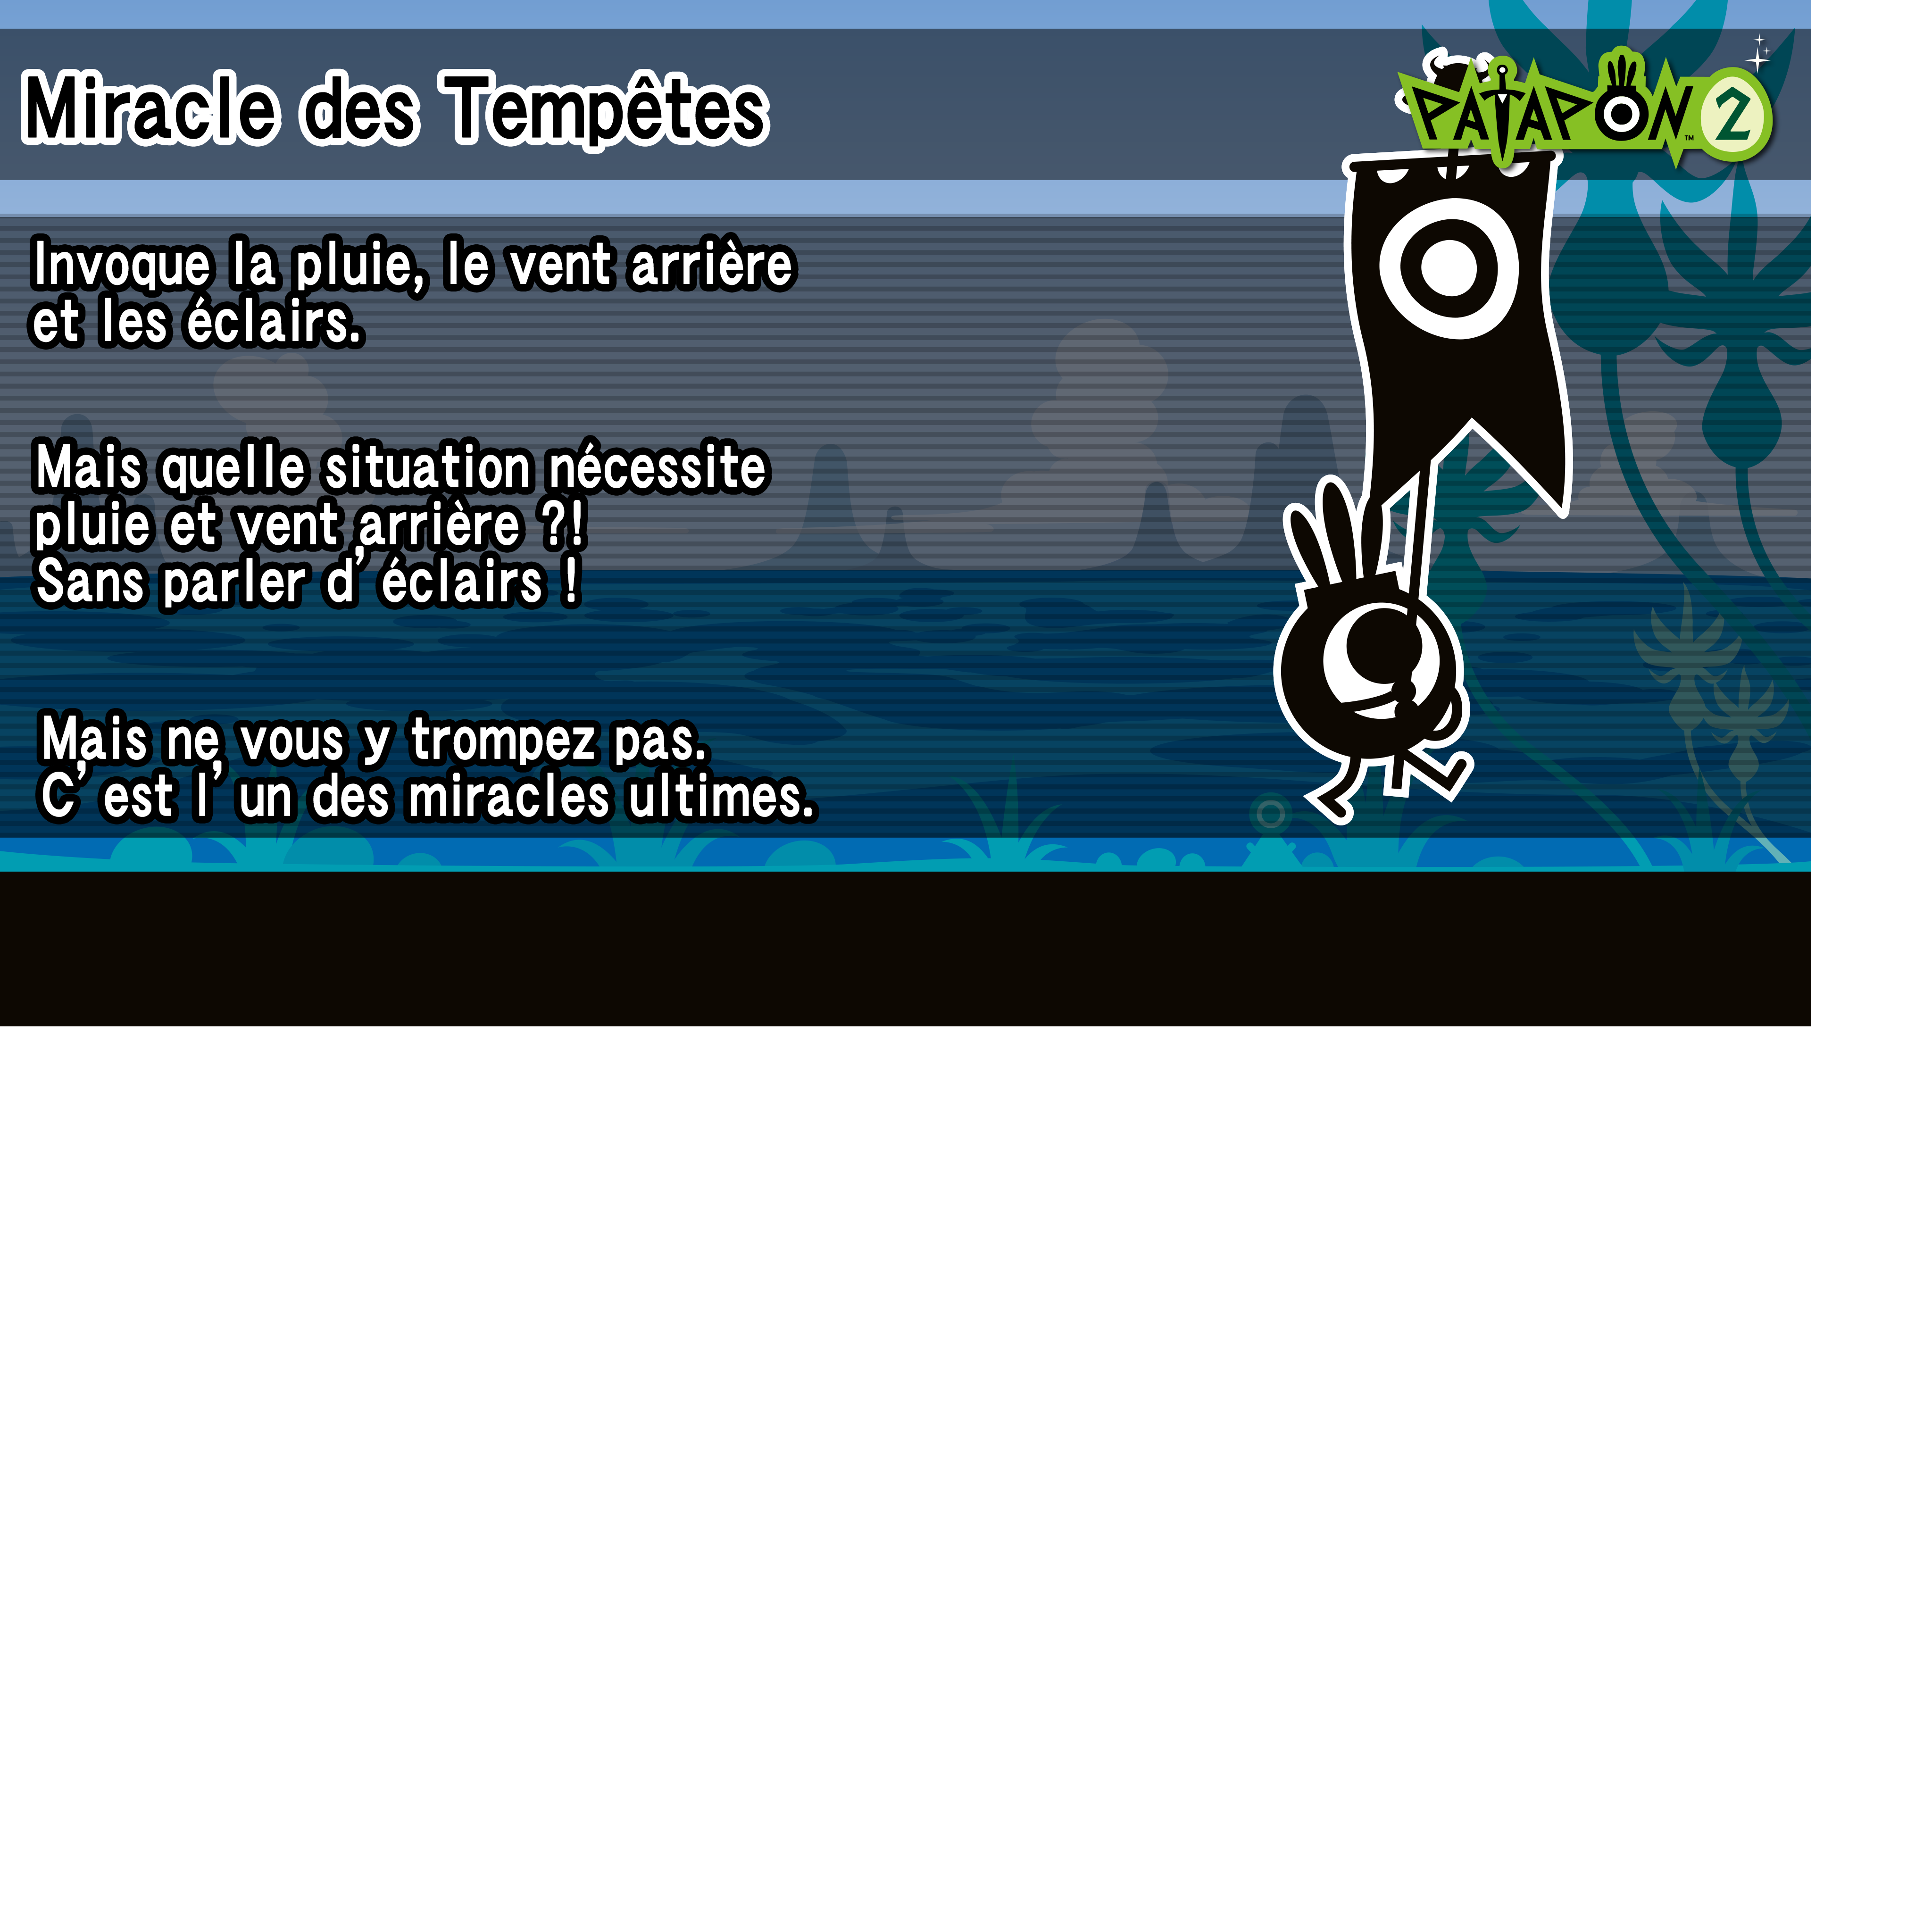 Miracle des Tempêtes
PATAPON 2
™
Invoque la pluie, le vent arrière
et les éclairs.
Mais quelle situation nécessite
pluie et vent arrière ?!
Sans parler d’éclairs !
Mais ne vous y trompez pas.
C’est l’un des miracles ultimes.